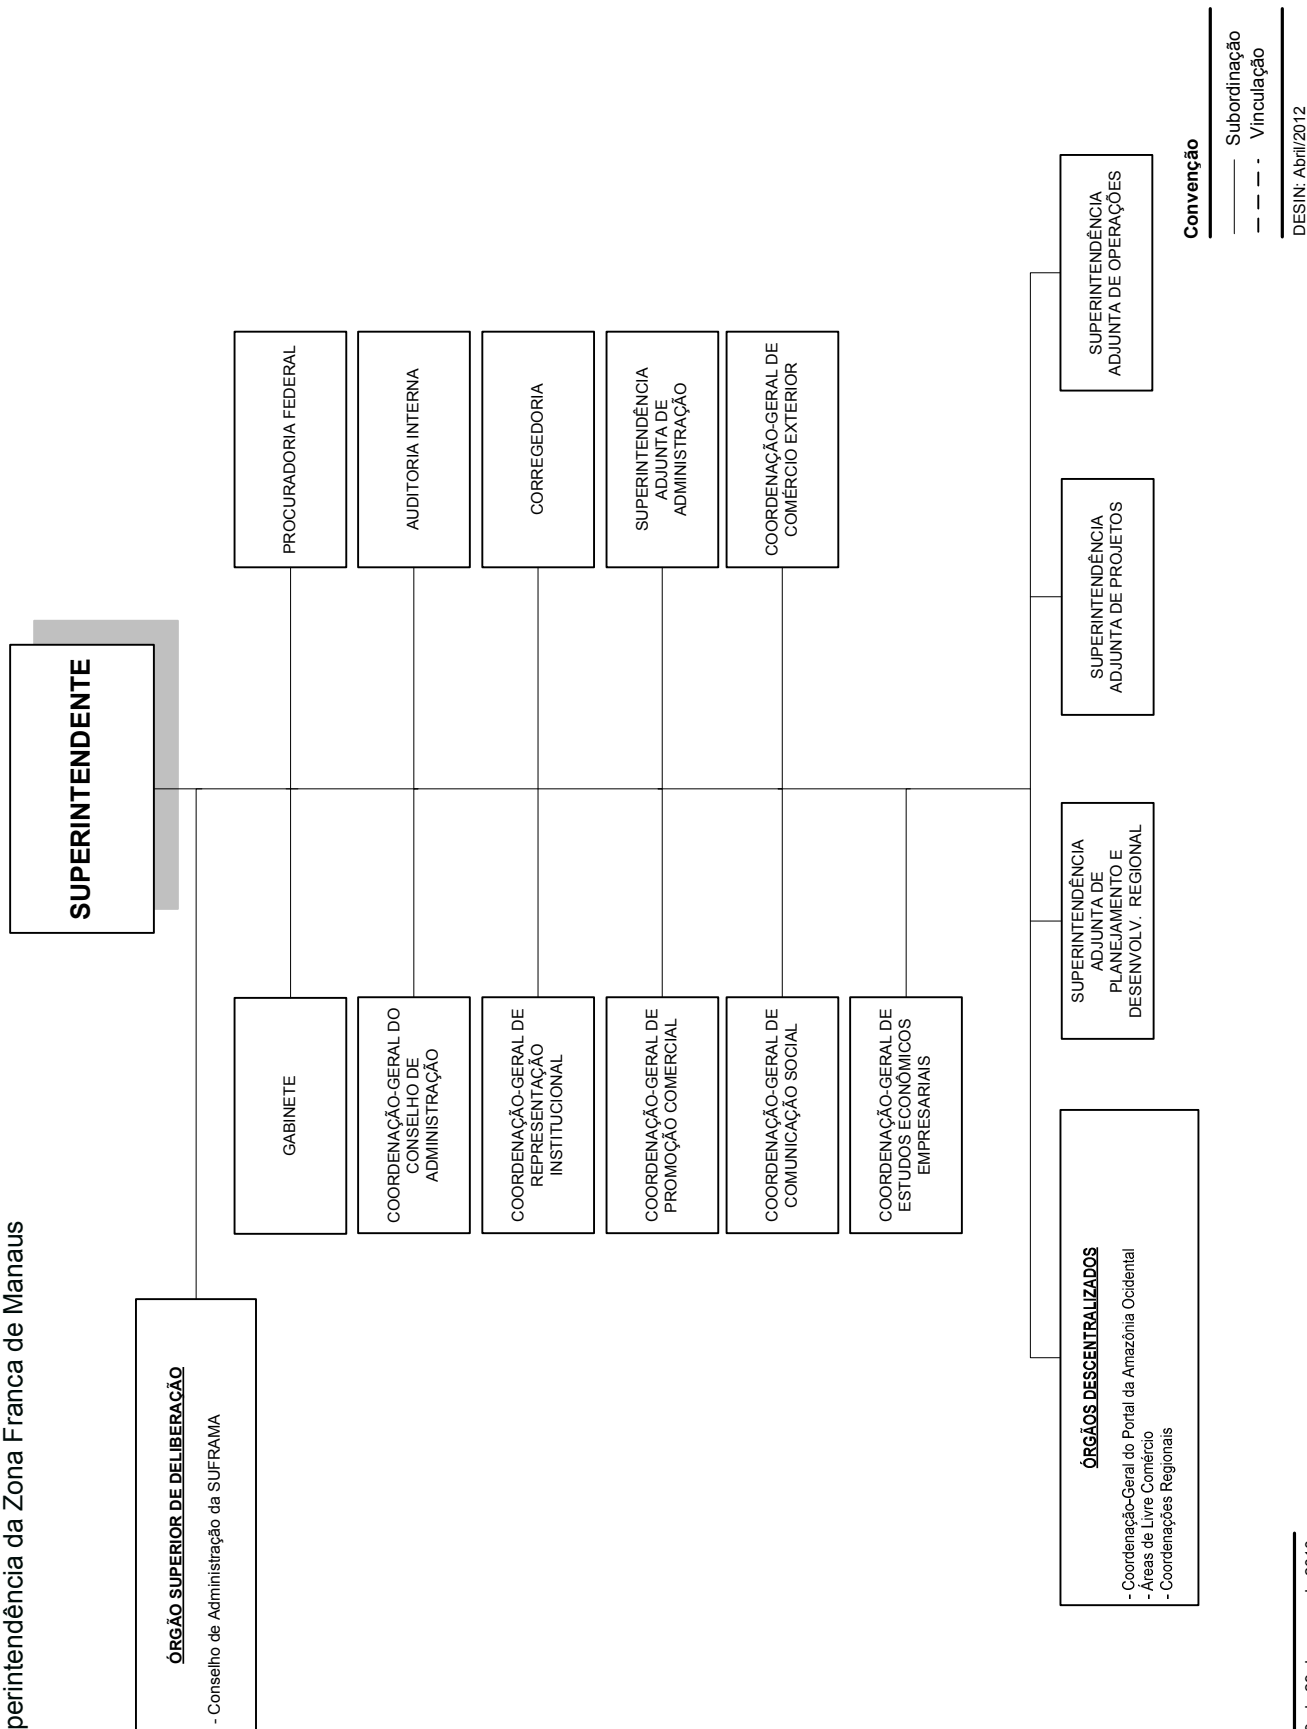 da Zona Franca de Manaus
SUPERINTENDENTE
ÓRGÃO SUPERIOR DE DELIBERAÇÃO
- Conselho de Administração da SUFRAMA
GABINETE
PROCURADORIA FEDERAL
COORDENAÇÃO-GERAL DO
CONSELHO DE
ADMINISTRAÇÃO
AUDITORIA INTERNA
COORDENAÇÃO-GERAL DE
REPRESENTAÇÃO
INSTITUCIONAL
CORREGEDORIA
COORDENAÇÃO-GERAL DE
PROMOÇÃO COMERCIAL
SUPERINTENDÊNCIA
ADJUNTA DE
ADMINISTRAÇÃO
COORDENAÇÃO-GERAL DE
COMUNICAÇÃO SOCIAL
COORDENAÇÃO-GERAL DE
COMÉRCIO EXTERIOR
COORDENAÇÃO-GERAL DE
ESTUDOS ECONÔMICOS
EMPRESARIAIS
ÓRGÃOS DESCENTRALIZADOS
- Coordenação-Geral do Portal da Amazônia Ocidental
- Áreas de Livre Comércio
- Coordenações Regionais
SUPERINTENDÊNCIA
ADJUNTA DE
PLANEJAMENTO E
DESENVOLV. REGIONAL
SUPERINTENDÊNCIA
ADJUNTA DE PROJETOS
SUPERINTENDÊNCIA
ADJUNTA DE OPERAÇÕES
Convenção
Subordinação
Vinculação
DESIN: Abril/2012